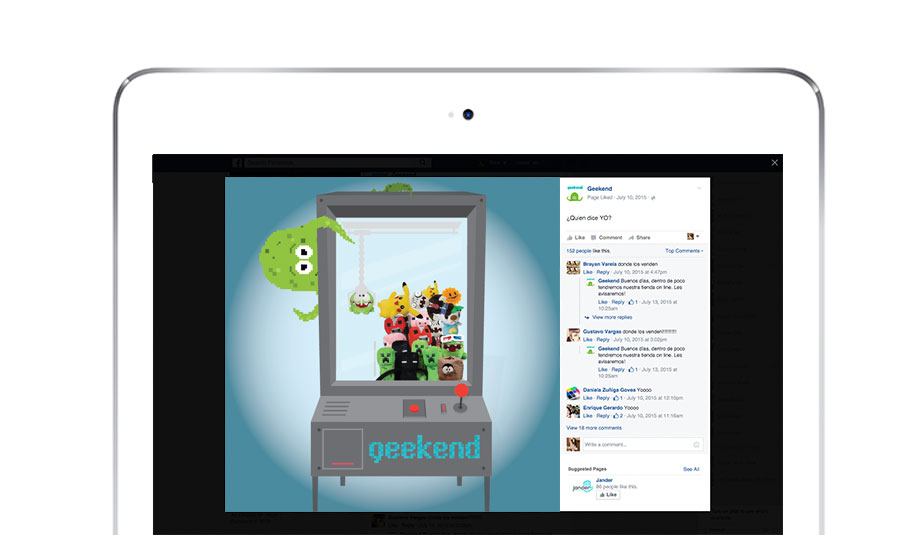 geekend
Geekend
Page Liked · July 10, 2015 ·
¿Quien dice YO?
Like Comment Share
152 people like this.
Top Comments
Brayan Varela donde los venden
Like · Reply · July 10, 2015 at 4:47pm
Geekend Buenos días, dentro de poco
tendremos nuestra tienda on line. Les
avisaremos!
Like · Reply · 1 · July 13, 2015 at
10:25am
View more replies
Gustavo Vargas donde los venden!!!!!!!!!!
Like · Reply · July 10, 2015 at 3:02pm
Geekend Buenos días, dentro de poco
tendremos nuestra tienda on line. Les
avisaremos!
Like · Reply · 1 · July 13, 2015 at
10:25am
Daniela Zuñiga Govea Yoooo
Like · Reply · 1 · July 10, 2015 at 12:10pm
Enrique Gerardo Yoooo
Like · Reply · 2 · July 10, 2015 at 11:16am
View 16 more comments
Write a comment...
Suggested Pages
See All
jander
Jander
86 people like this.
Like